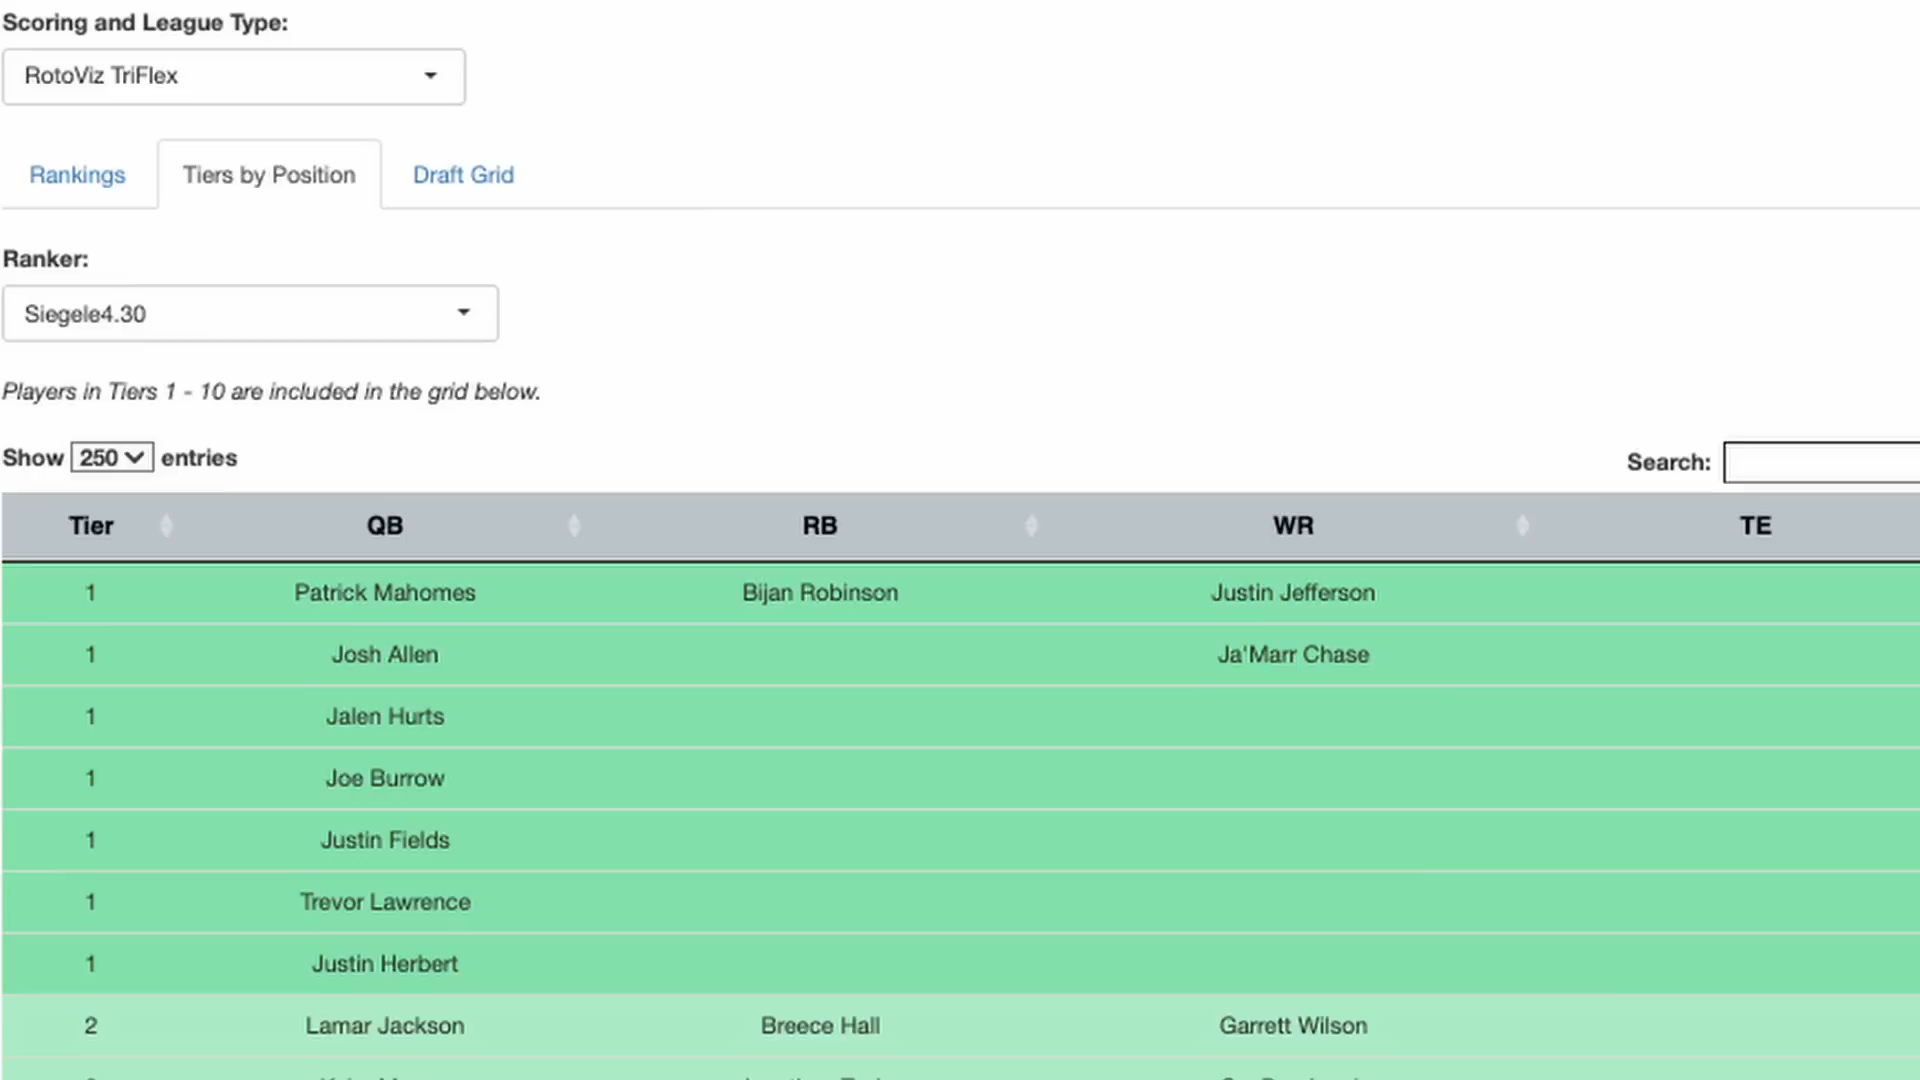 Scoring and League Type:
RotoViz TriFlex
Rankings Tiers by Position Draft Grid
Ranker:
Siegele4.30
Players in Tiers 1 - 10 are included in the grid below.
Show 250 entries Search:
Tier QB RB WR TE
1 Patrick Mahomes Bijan Robinson Justin Jefferson
1 Josh Allen Ja'Marr Chase
1 Jalen Hurts
1 Joe Burrow
1 Justin Fields
1 Trevor Lawrence
1 Justin Herbert
2 Lamar Jackson Breece Hall Garrett Wilson